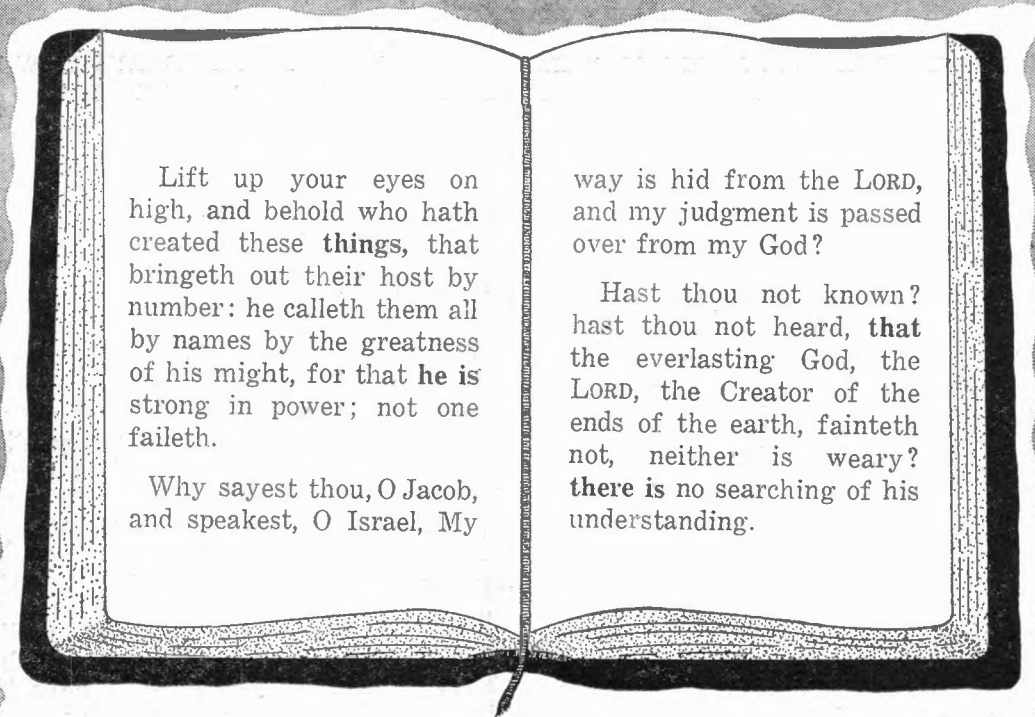 Lift up your eyes on
high, and behold who hath
created these things, that
bringeth out their host by
number: he calleth them all
by names by the greatness
of his might, for that he is
strong in power; not one
faileth.
Why sayest thou, O Jacob,
and speakest, O Israel, My
way is hid from the LORD,
and my judgment is passed
over from my God?
Hast thou not known?
hast thou not heard, that
the everlasting God, the
LORD, the Creator of the
ends of the earth, fainteth
not, neither is weary?
there is no searching of his
understanding.